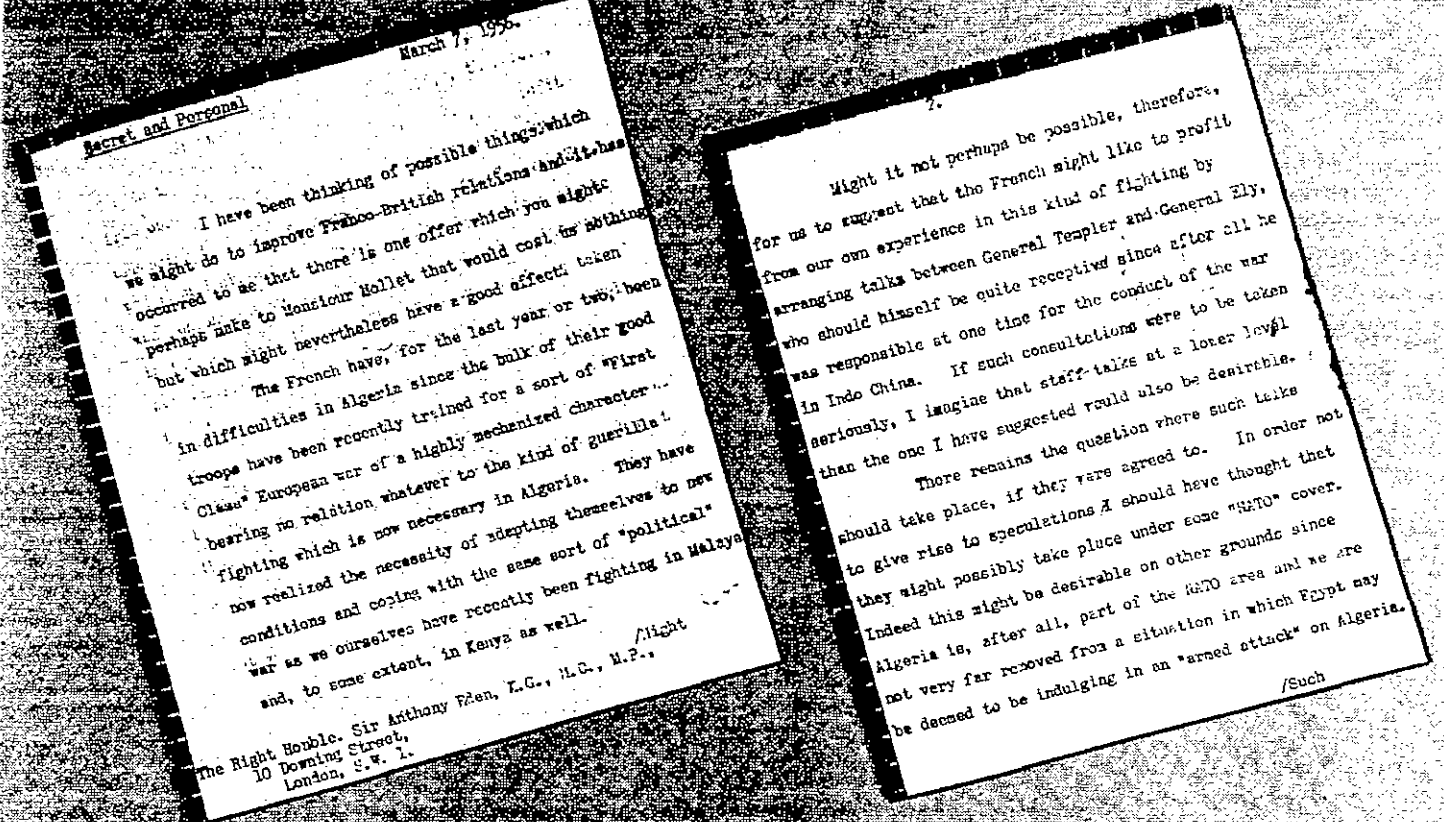 March 7, 1956.
Secret and Personal
I have been thinking of possible things which
we might do to improve Franco-British relations and it has
occurred to me that there is one offer which you might
perhaps make to Monsieur Mollet that would cost us nothing
but which might nevertheless have a good effect.
The French have, for the last year or two, been
in difficulties in Algeria since the bulk of their good
troops have been recently trained for a sort of "First
Class" European war of a highly mechanized character
bearing no relation whatever to the kind of guerilla
fighting which is now necessary in Algeria. They have
now realized the necessity of adapting themselves to new
conditions and coping with the same sort of "political"
war as we ourselves have recently been fighting in Malaya
and, to some extent, in Kenya as well.
/Might
The Right Honble. Sir Anthony Eden, K.G., M.C., M.P.,
10 Downing Street,
London, S.W. 1.
2.
Might it not perhaps be possible, therefore,
for us to suggest that the French might like to profit
from our own experience in this kind of fighting by
arranging talks between General Templer and General Ely,
who should himself be quite receptive since after all he
was responsible at one time for the conduct of the war
in Indo China. If such consultations were to be taken
seriously, I imagine that staff talks at a lower level
than the one I have suggested would also be desirable.
There remains the question where such talks
should take place, if they were agreed to. In order not
to give rise to speculations I should have thought that
they might possibly take place under some "NATO" cover.
Indeed this might be desirable on other grounds since
Algeria is, after all, part of the NATO area and we are
not very far removed from a situation in which Egypt may
be deemed to be indulging in an "armed attack" on Algeria.
/Such